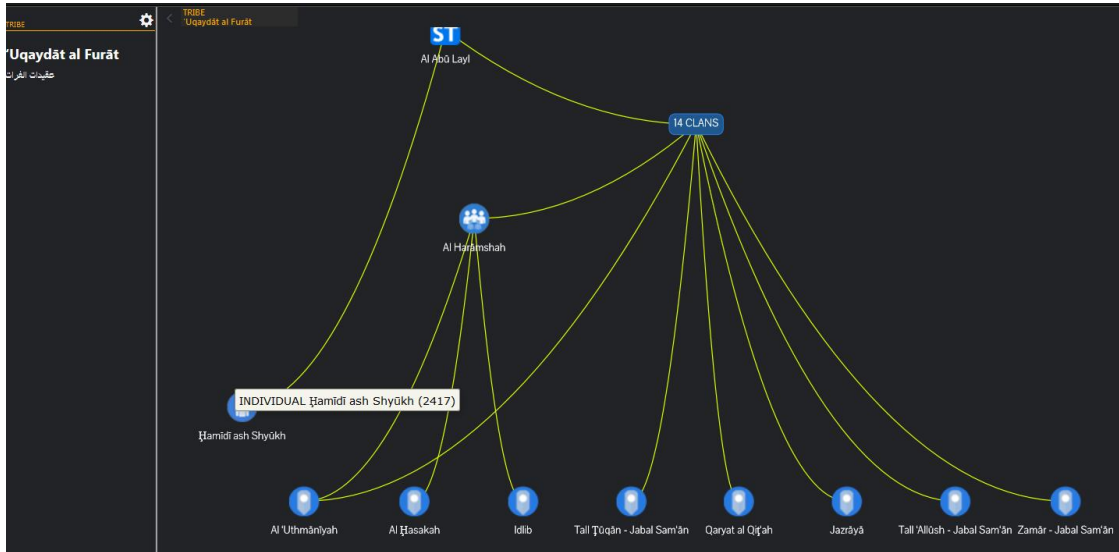 TRIBE
‘Uqaydāt al Furāt
عقيدات الفرات
TRIBE
‘Uqaydāt al Furāt
ST
Al Abū Layl
14 CLANS
Al Harāmshah
INDIVIDUAL Ḩamīdī ash Shyūkh (2417)
Ḩamīdī ash Shyūkh
Al ‘Uthmānīyah
Al Ḩasakah
Idlib
Tall Ţūqān - Jabal Sam‘ān
Qaryat al Qiţ‘ah
Jazrāyā
Tall ‘Allūsh - Jabal Sam‘ān
Zamār - Jabal Sam‘ān